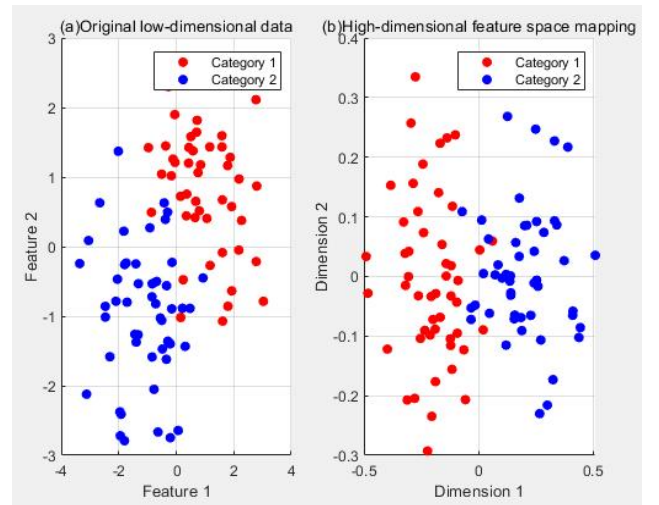 (a)Original low-dimensional data
Category 1
Category 2
3
2
1
0
-1
-2
-3
-4
-2
0
2
4
Feature 1
Feature 2
(b)High-dimensional feature space mapping
Category 1
Category 2
0.4
0.3
0.2
0.1
0
-0.1
-0.2
-0.3
-0.5
0
0.5
Dimension 1
Dimension 2